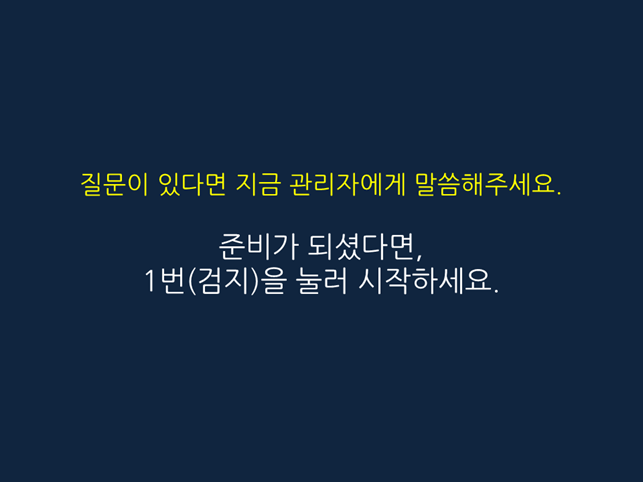 질문이 있다면 지금 관리자에게 말씀해주세요.
준비가 되셨다면,
1번(검지)을 눌러 시작하세요.